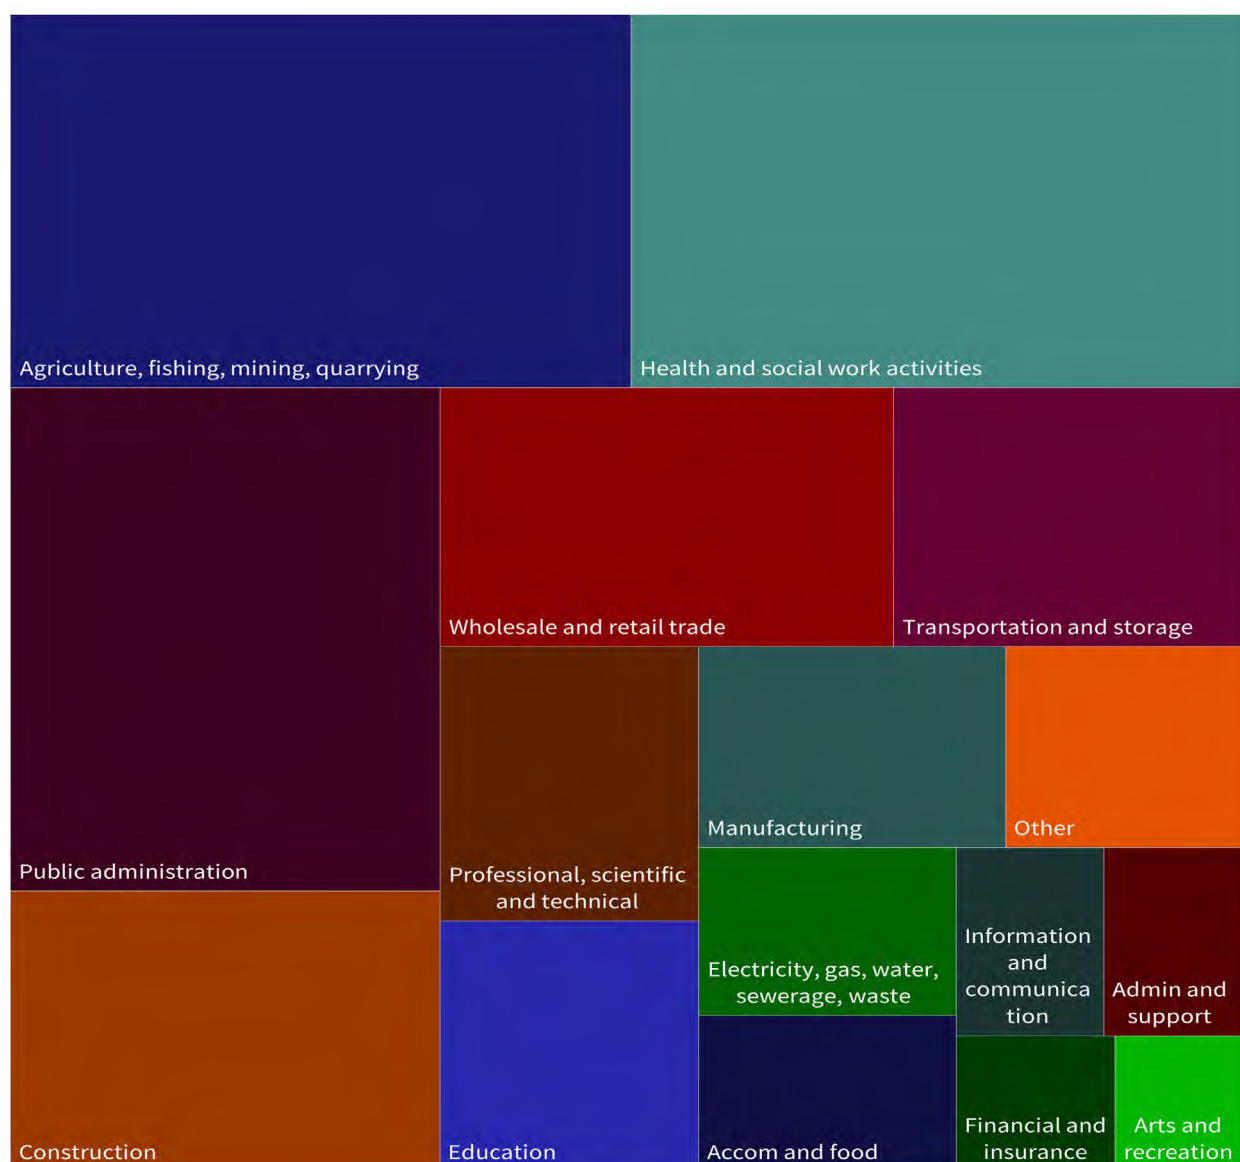 Agriculture, fishing, mining, quarrying
Health and social work activities
Public administration
Wholesale and retail trade
Transportation and storage
Professional, scientific
and technical
Manufacturing
Other
Electricity, gas, water,
sewerage, waste
Information
and
communica
tion
Admin and
support
Construction
Education
Accom and food
Financial and
insurance
Arts and
recreation